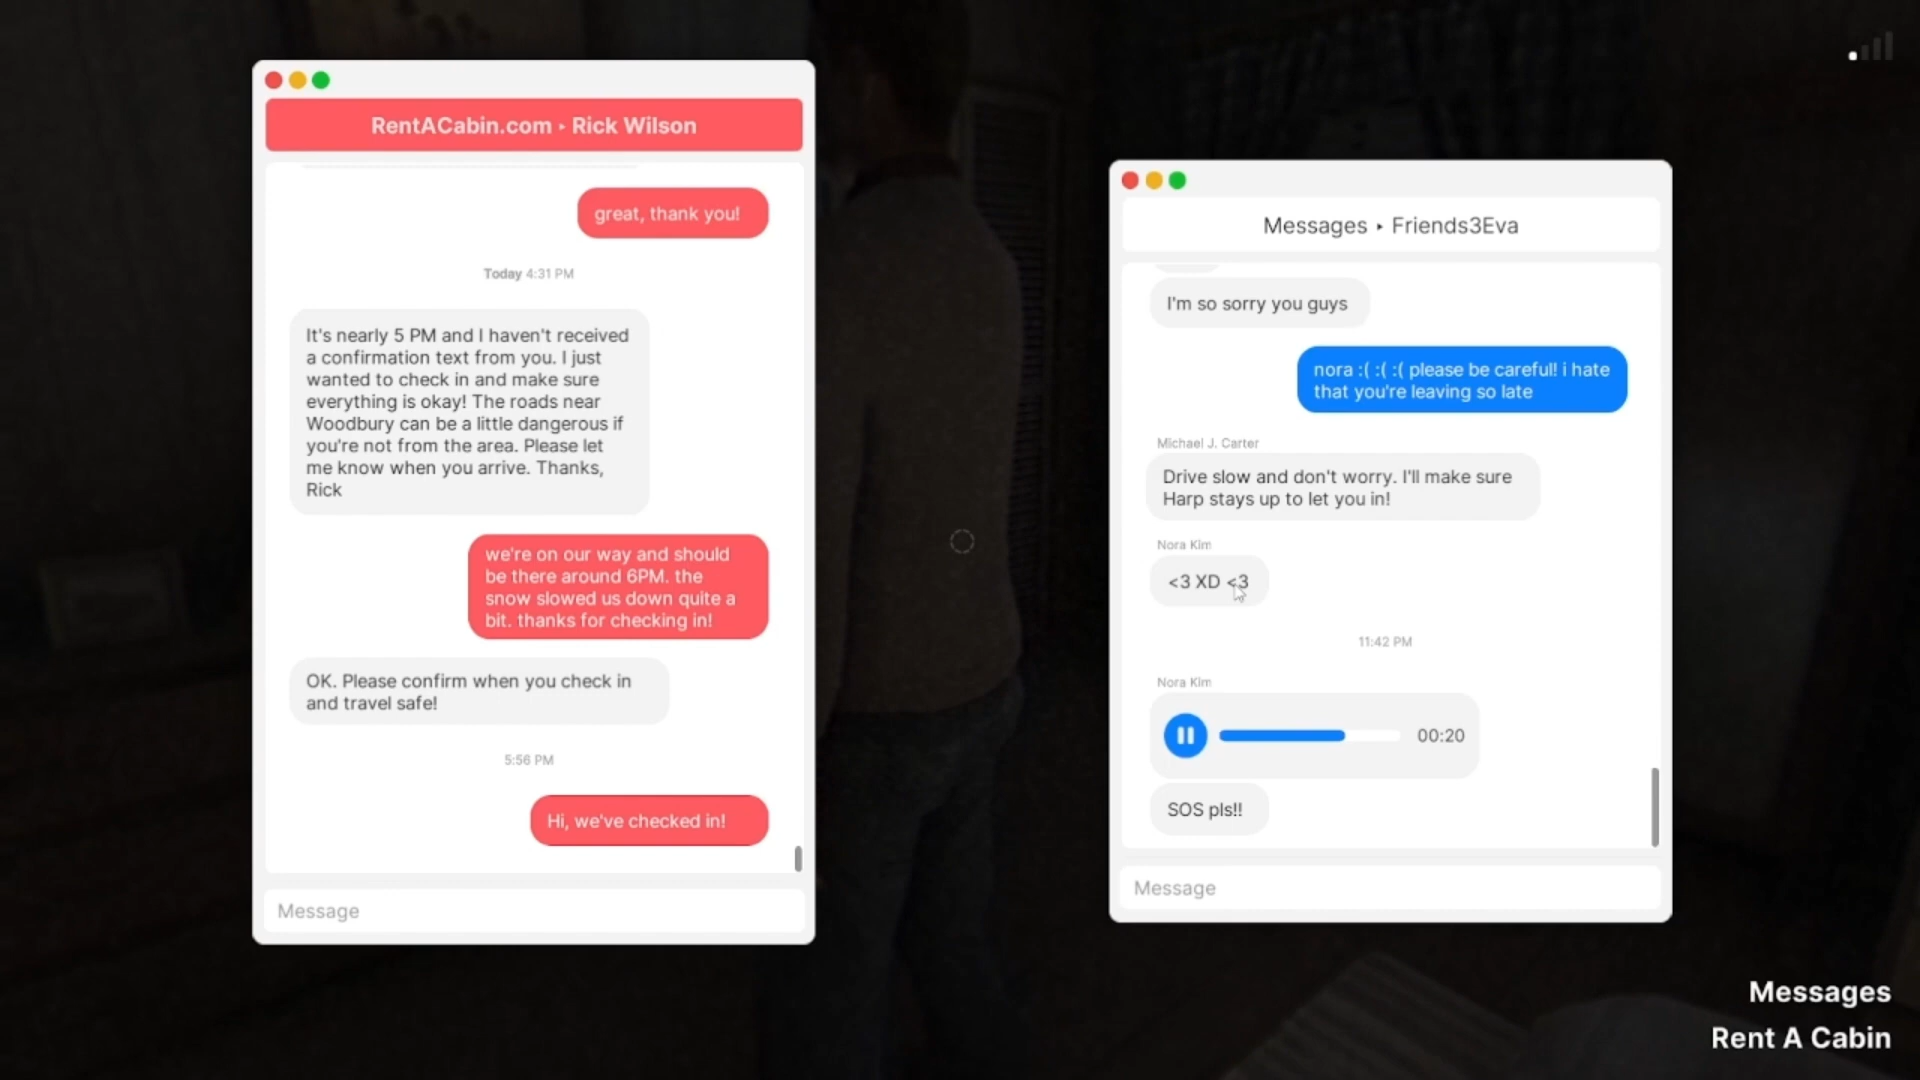 RentACabin.com ▸ Rick Wilson
great, thank you!
Today 4:31 PM
It's nearly 5 PM and I haven't received
a confirmation text from you. I just
wanted to check in and make sure
everything is okay! The roads near
Woodbury can be a little dangerous if
you're not from the area. Please let
me know when you arrive. Thanks,
Rick
we're on our way and should
be there around 6PM. the
snow slowed us down quite a
bit. thanks for checking in!
OK. Please confirm when you check in
and travel safe!
5:56 PM
Hi, we've checked in!
Message
Messages ▸ Friends3Eva
I'm so sorry you guys
nora :( :( :( please be careful! i hate
that you're leaving so late
Michael J. Carter
Drive slow and don't worry. I'll make sure
Harp stays up to let you in!
Nora Kim
<3 XD <3
11:42 PM
Nora Kim
00:20
SOS pls!!
Message
Messages
Rent A Cabin